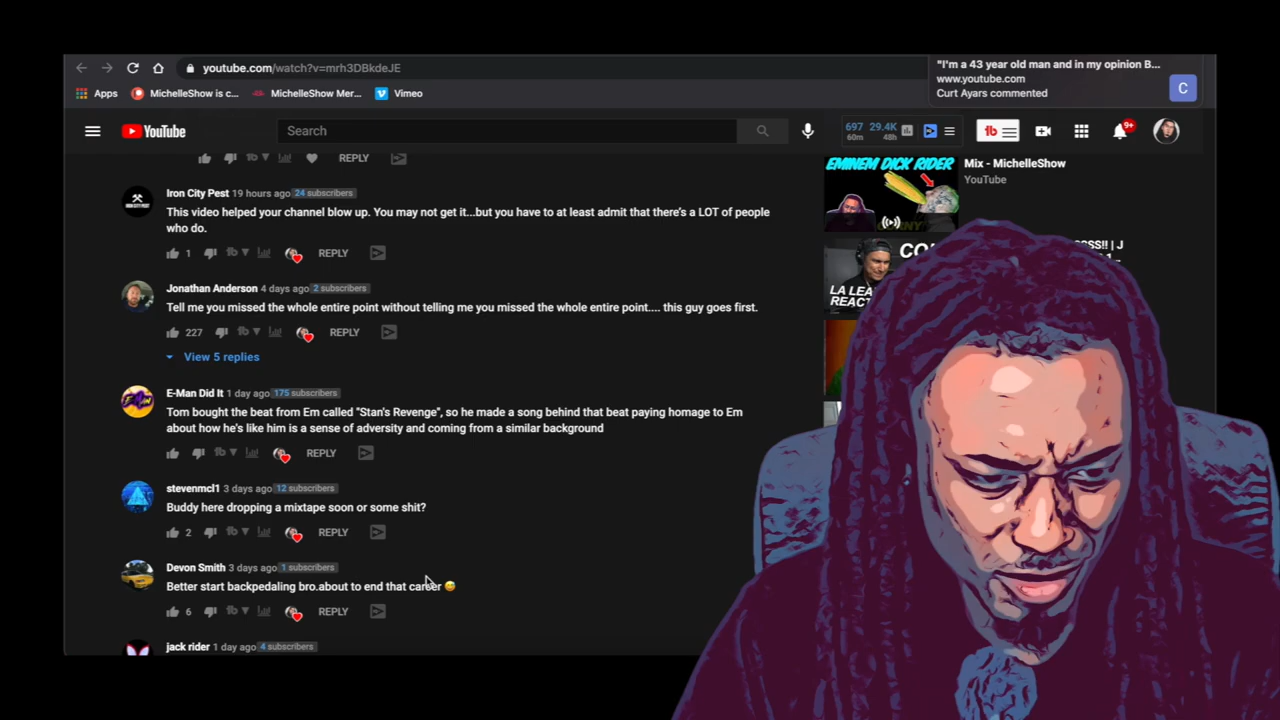 youtube.com/watch?v=mrh3DBkdeJE
"I'm a 43 year old man and in my opinion B...
www.youtube.com
Curt Ayars commented
C
Apps
MichelleShow is c...
MichelleShow Mer...
Vimeo
YouTube
Search
697 29.4K
60m 48h
tb
9+
REPLY
EMINEM DICK RIDER
CORNY
Mix - MichelleShow
YouTube
Iron City Pest 19 hours ago 24 subscribers
This video helped your channel blow up. You may not get it...but you have to at least admit that there's a LOT of people
who do.
1 REPLY
LA LEA
REACT
Jonathan Anderson 4 days ago 2 subscribers
Tell me you missed the whole entire point without telling me you missed the whole entire point.... this guy goes first.
227 REPLY
View 5 replies
E-Man Did It 1 day ago 175 subscribers
Tom bought the beat from Em called "Stan's Revenge", so he made a song behind that beat paying homage to Em
about how he's like him is a sense of adversity and coming from a similar background
REPLY
stevenmcl1 3 days ago 12 subscribers
Buddy here dropping a mixtape soon or some shit?
2 REPLY
Devon Smith 3 days ago 1 subscribers
Better start backpedaling bro.about to end that career
6 REPLY
jack rider 1 day ago 4 subscribers